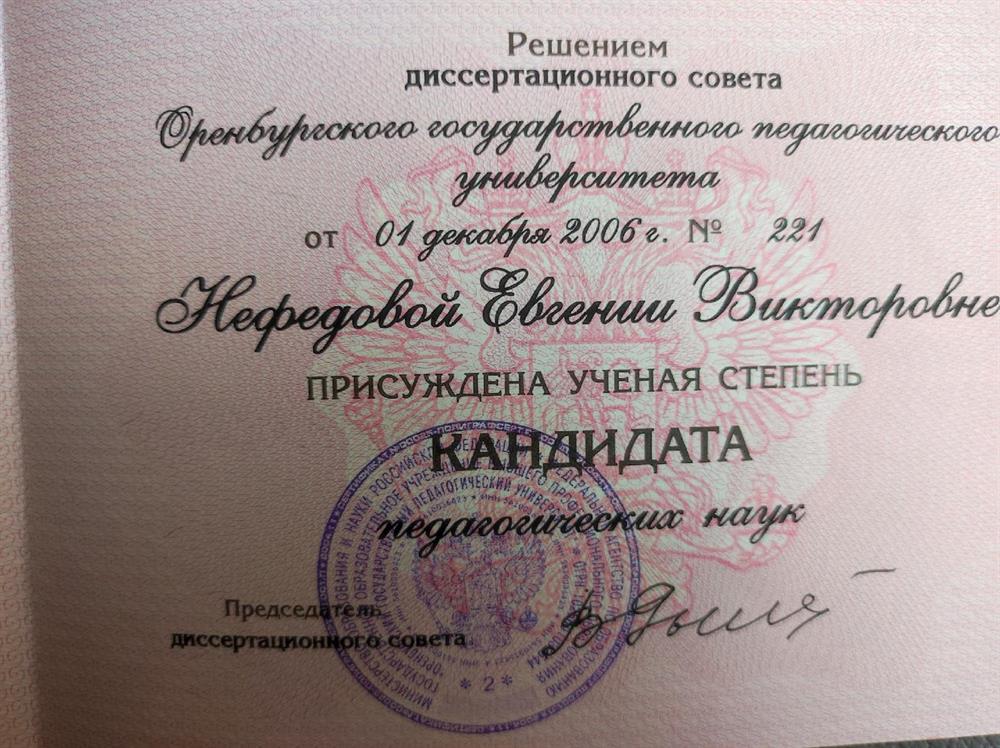 Решением
диссертационного совета
Оренбургского государственного педагогического
университета
от 01 декабря 2006 г. № 221
Нефедовой Евгении Викторовне
ПРИСУЖДЕНА УЧЕНАЯ СТЕПЕНЬ
КАНДИДАТА
педагогических наук
Председатель
диссертационного совета
* 2 *